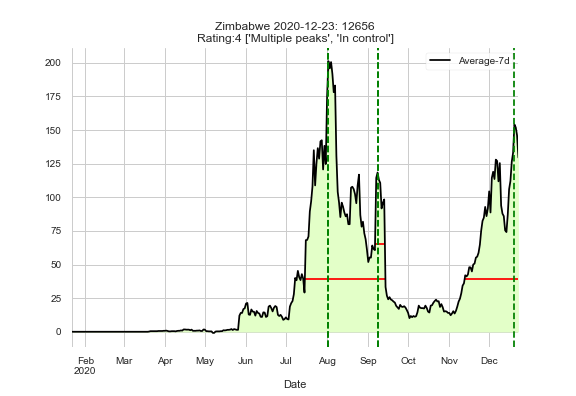 Zimbabwe 2020-12-23: 12656
Rating:4 ['Multiple peaks', 'In control']
Average-7d
200
175
150
125
100
75
50
25
0
Feb Mar Apr May Jun Jul Aug Sep Oct Nov Dec
2020
Date